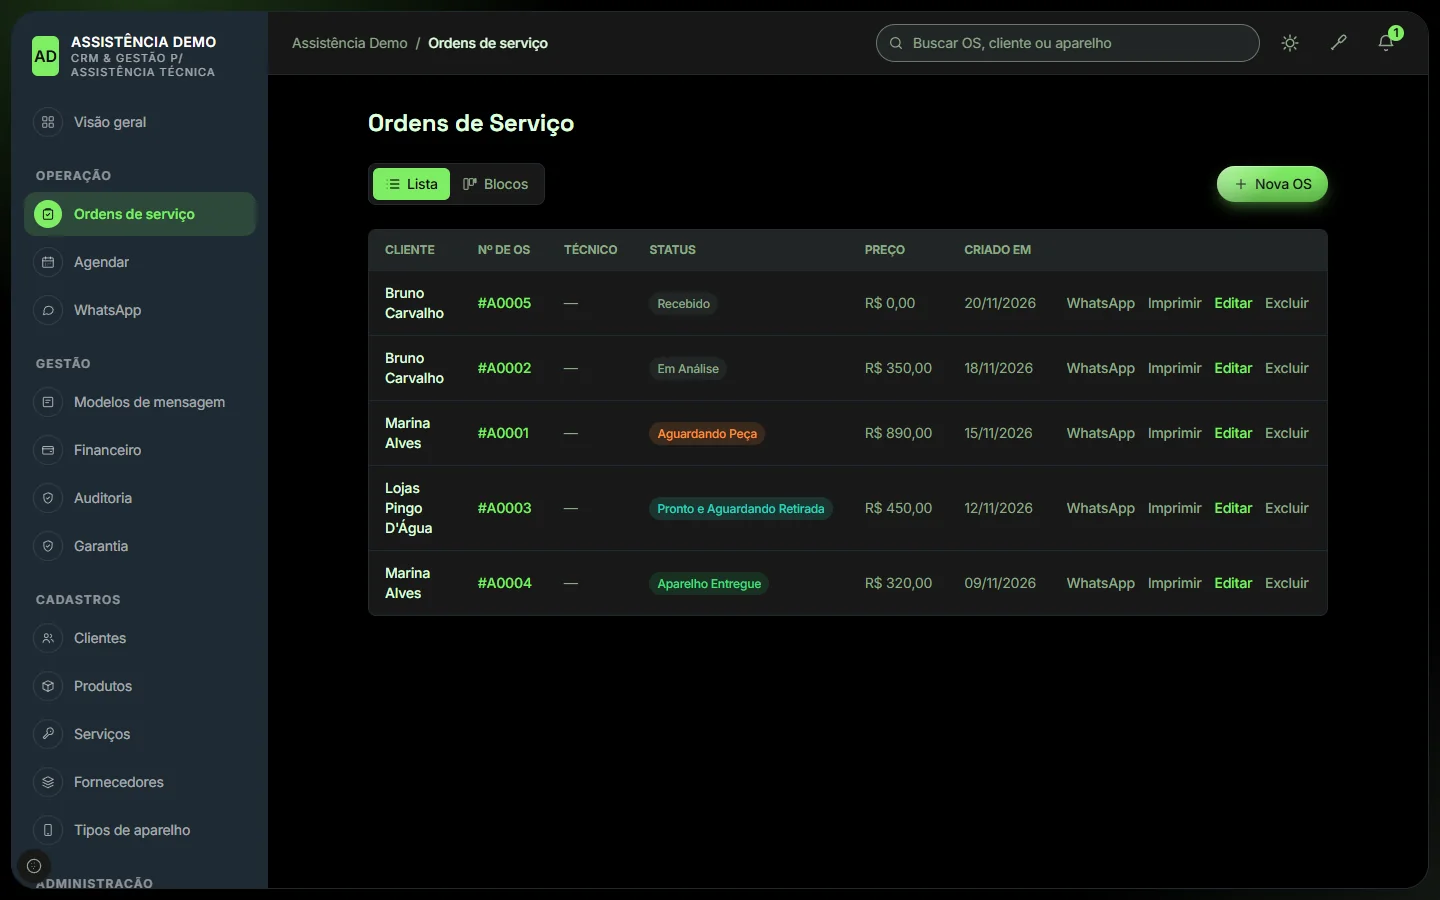 AD
ASSISTÊNCIA DEMO
CRM & GESTÃO P/
ASSISTÊNCIA TÉCNICA
Visão geral
OPERAÇÃO
Ordens de serviço
Agendar
WhatsApp
GESTÃO
Modelos de mensagem
Financeiro
Auditoria
Garantia
CADASTROS
Clientes
Produtos
Serviços
Fornecedores
Tipos de aparelho
ADMINISTRAÇÃO
Assistência Demo / Ordens de serviço
Buscar OS, cliente ou aparelho
1
Ordens de Serviço
Lista Blocos
+ Nova OS
CLIENTE Nº DE OS TÉCNICO STATUS PREÇO CRIADO EM
Bruno
Carvalho #A0005 — Recebido R$ 0,00 20/11/2026 WhatsApp Imprimir Editar Excluir
Bruno
Carvalho #A0002 — Em Análise R$ 350,00 18/11/2026 WhatsApp Imprimir Editar Excluir
Marina
Alves #A0001 — Aguardando Peça R$ 890,00 15/11/2026 WhatsApp Imprimir Editar Excluir
Lojas
Pingo
D'Água #A0003 — Pronto e Aguardando Retirada R$ 450,00 12/11/2026 WhatsApp Imprimir Editar Excluir
Marina
Alves #A0004 — Aparelho Entregue R$ 320,00 09/11/2026 WhatsApp Imprimir Editar Excluir